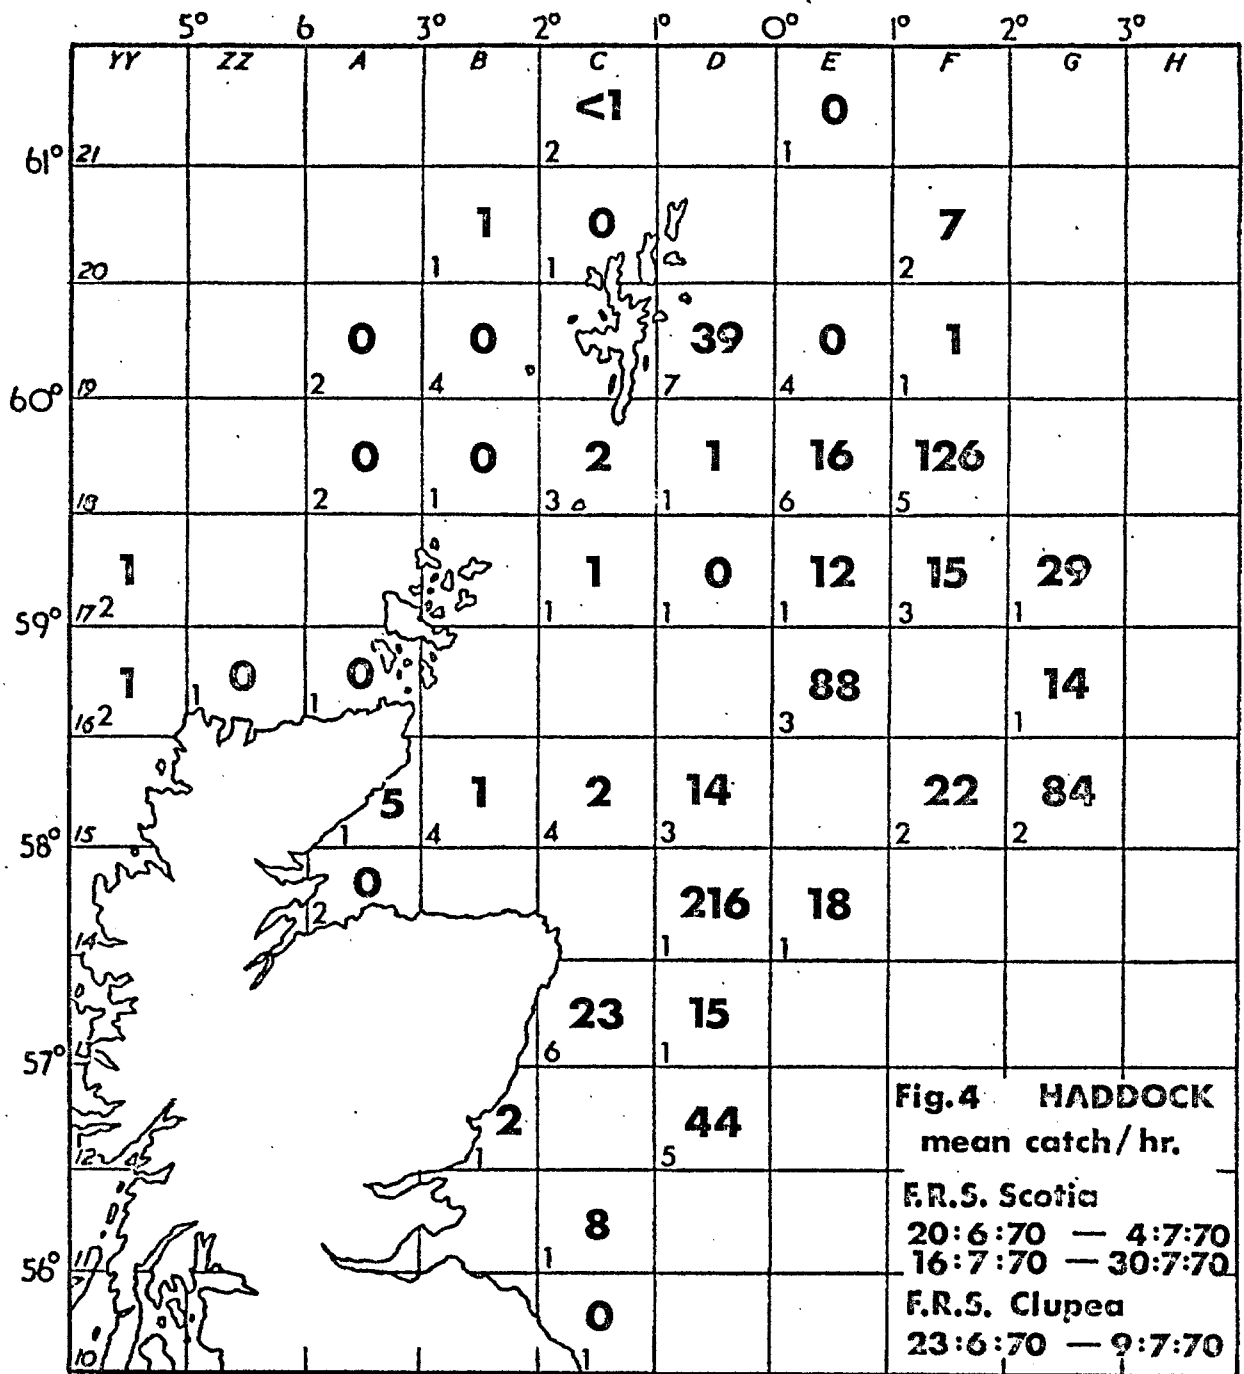 5° 6 3° 2° 1° 0° 1° 2° 3°
YY ZZ A B C D E F G H
<1 0
61° 21 2 1
1 0 7
20 1 1 2
0 0 39 0 1
60° 19 2 4 7 4 1
0 0 2 1 16 126
18 2 1 3 1 6 5
1 1 0 12 15 29
59° 17 2 1 1 1 3 1
1 0 0 88 14
16 2 1 1 3 1
5 1 2 14 22 84
58° 15 1 4 4 3 2 2
0 216 18
14 2 1 1
23 15
57° 13 6 1
2 44
12 1 5
8
56° 11 1
0
10 1
Fig.4 HADDOCK
mean catch/hr.
F.R.S. Scotia
20:6:70 — 4:7:70
16:7:70 — 30:7:70
F.R.S. Clupea
23:6:70 — 9:7:70